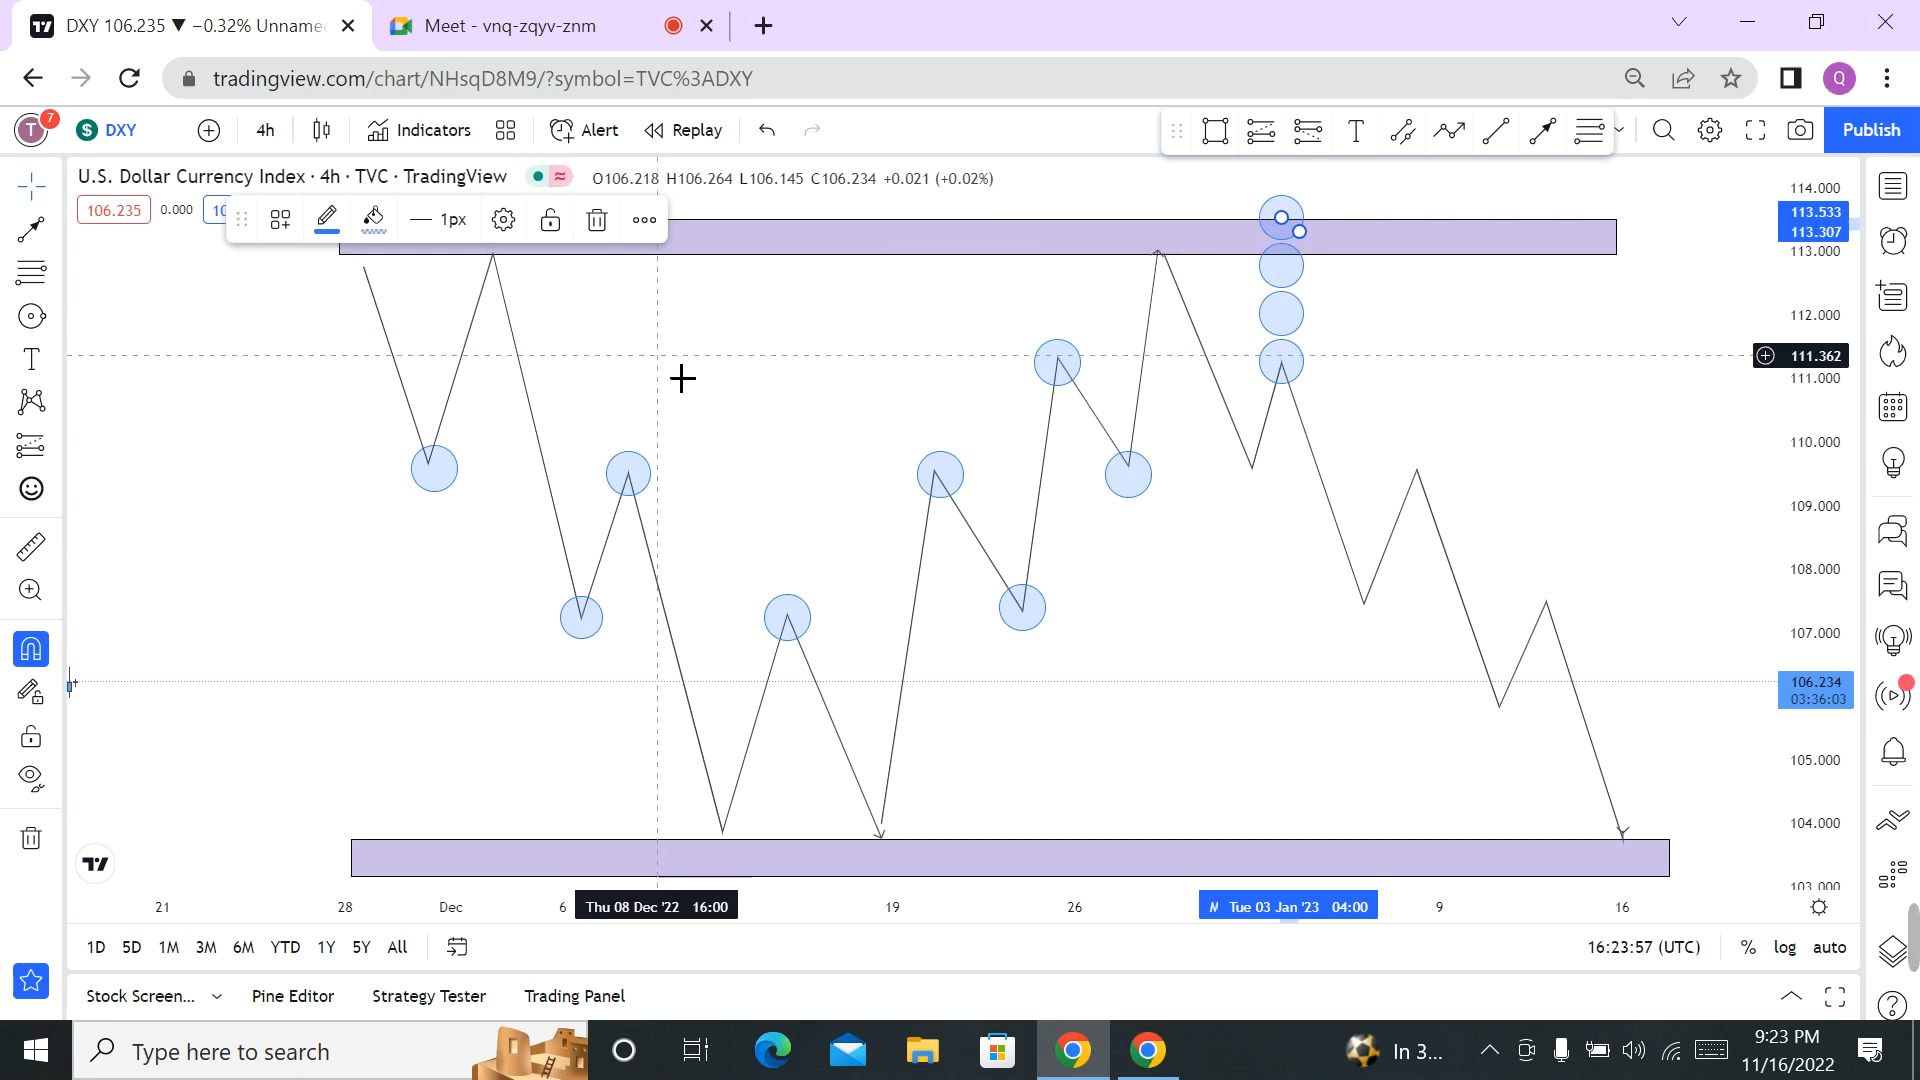 DXY 106.235 ▼ −0.32% Unname
Meet - vnq-zqyv-znm
tradingview.com/chart/NHsqD8M9/?symbol=TVC%3ADXY
Q
T
7
$
DXY
4h
Indicators
Alert
Replay
T
Publish
U.S. Dollar Currency Index · 4h · TVC · TradingView
O106.218 H106.264 L106.145 C106.234 +0.021 (+0.02%)
106.235
0.000
10
1px
114.000
113.533
113.307
113.000
112.000
111.362
111.000
110.000
109.000
108.000
107.000
106.234
03:36:03
105.000
104.000
103.000
21
28
Dec
6
Thu 08 Dec '22 16:00
19
26
Tue 03 Jan '23 04:00
9
16
1D 5D 1M 3M 6M YTD 1Y 5Y All
16:23:57 (UTC)
% log auto
Stock Screen...
Pine Editor
Strategy Tester
Trading Panel
Type here to search
In 3...
9:23 PM
11/16/2022